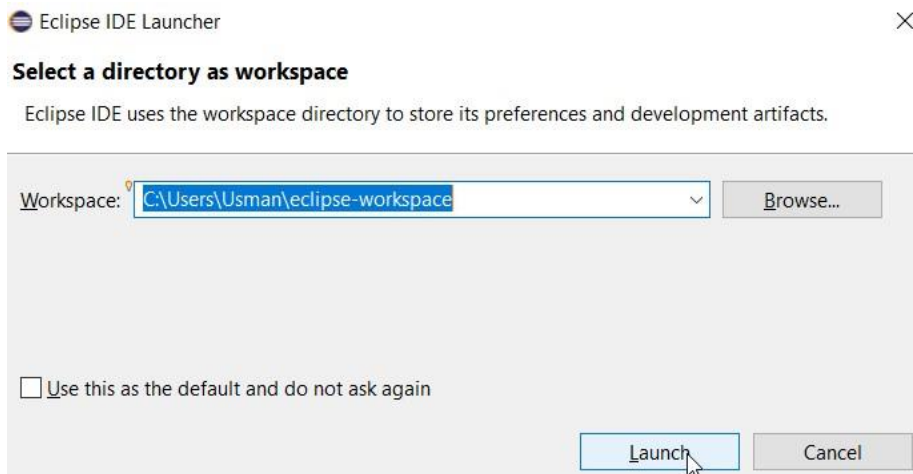 Eclipse IDE Launcher
Select a directory as workspace
Eclipse IDE uses the workspace directory to store its preferences and development artifacts.
Workspace: C:\Users\Usman\eclipse-workspace Browse...
Use this as the default and do not ask again
Launch Cancel